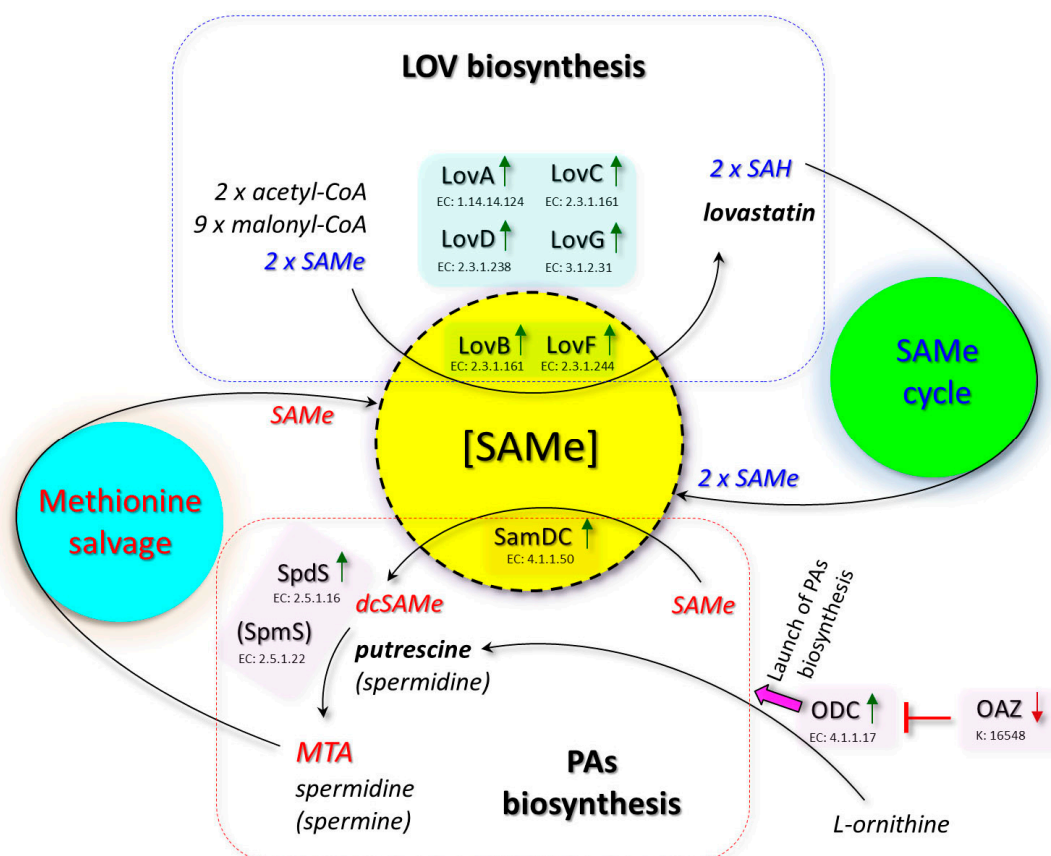 LOV biosynthesis
2 x acetyl-CoA
9 x malonyl-CoA
2 x SAMe
LovA
EC: 1.14.14.124
LovC
EC: 2.3.1.161
LovD
EC: 2.3.1.238
LovG
EC: 3.1.2.31
2 x SAH
lovastatin
LovB
EC: 2.3.1.161
LovF
EC: 2.3.1.244
SAMe
cycle
SAMe
[SAMe]
2 x SAMe
Methionine
salvage
SamDC
EC: 4.1.1.50
SpdS
EC: 2.5.1.16
(SpmS)
EC: 2.5.1.22
dcSAMe
SAMe
putrescine
(spermidine)
Launch of PAs
biosynthesis
ODC
EC: 4.1.1.17
OAZ
K: 16548
MTA
spermidine
(spermine)
PAs
biosynthesis
L-ornithine